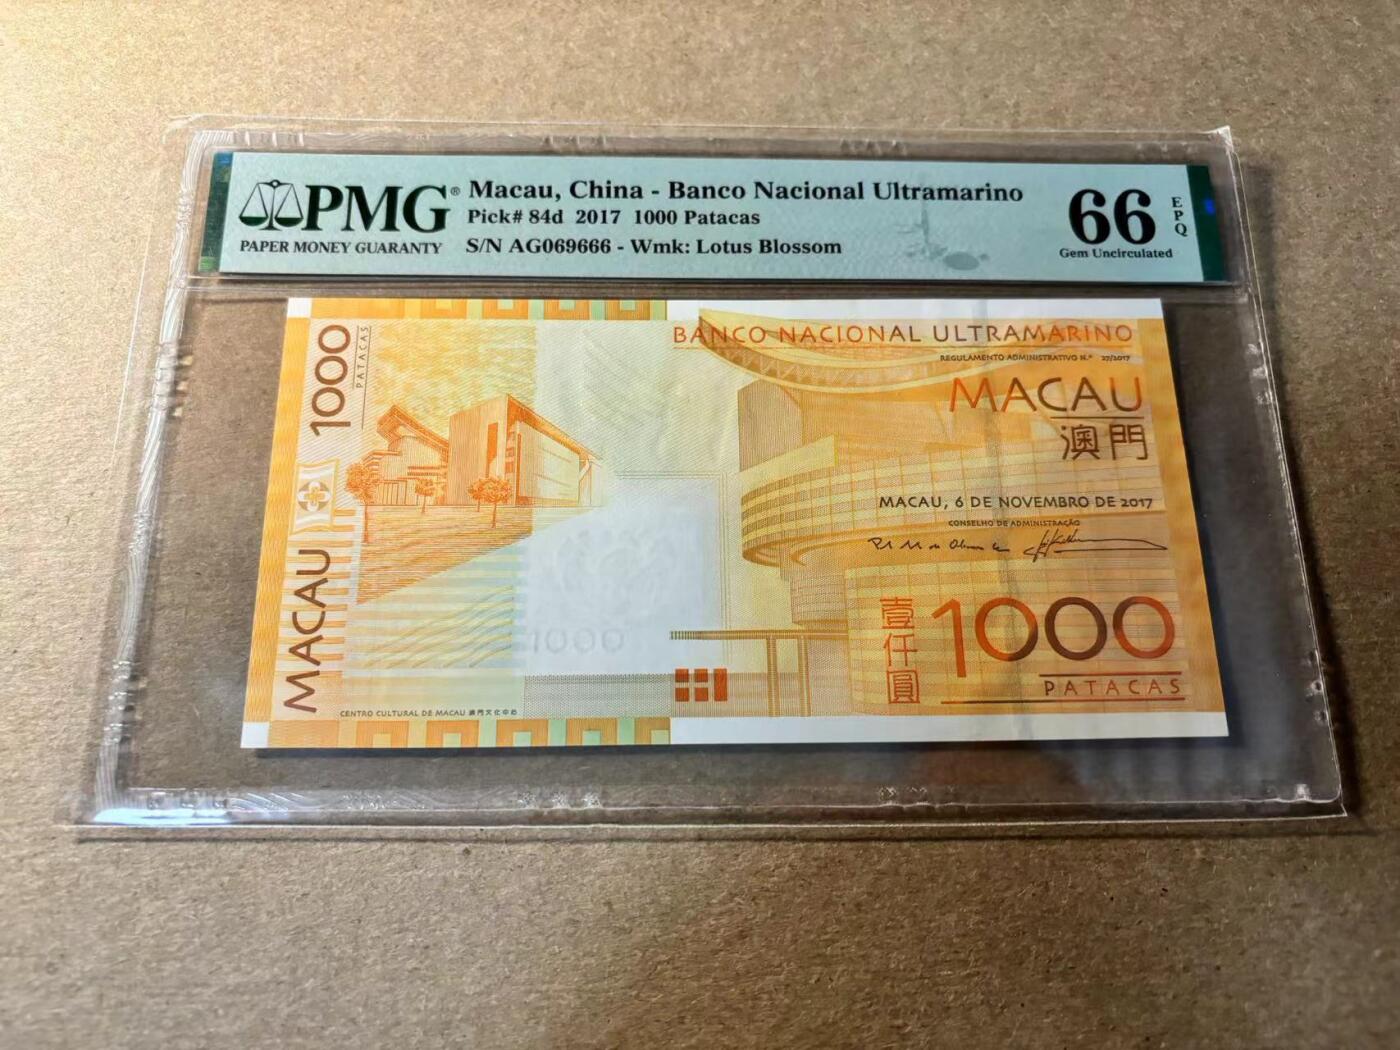 PMG®
PAPER MONEY GUARANTY
Macau, China - Banco Nacional Ultramarino
Pick# 84d 2017 1000 Patacas
S/N AG069666 - Wmk: Lotus Blossom
66
EPQ
Gem Uncirculated
1000
PATACAS
MACAU
BANCO NACIONAL ULTRAMARINO
REGULAMENTO ADMINISTRATIVO N.º 27/2017
MACAU
澳門
MACAU, 6 DE NOVEMBRO DE 2017
CONSELHO DE ADMINISTRAÇÃO
1000
壹仟圓
1000
PATACAS
CENTRO CULTURAL DE MACAU 澳門文化中心